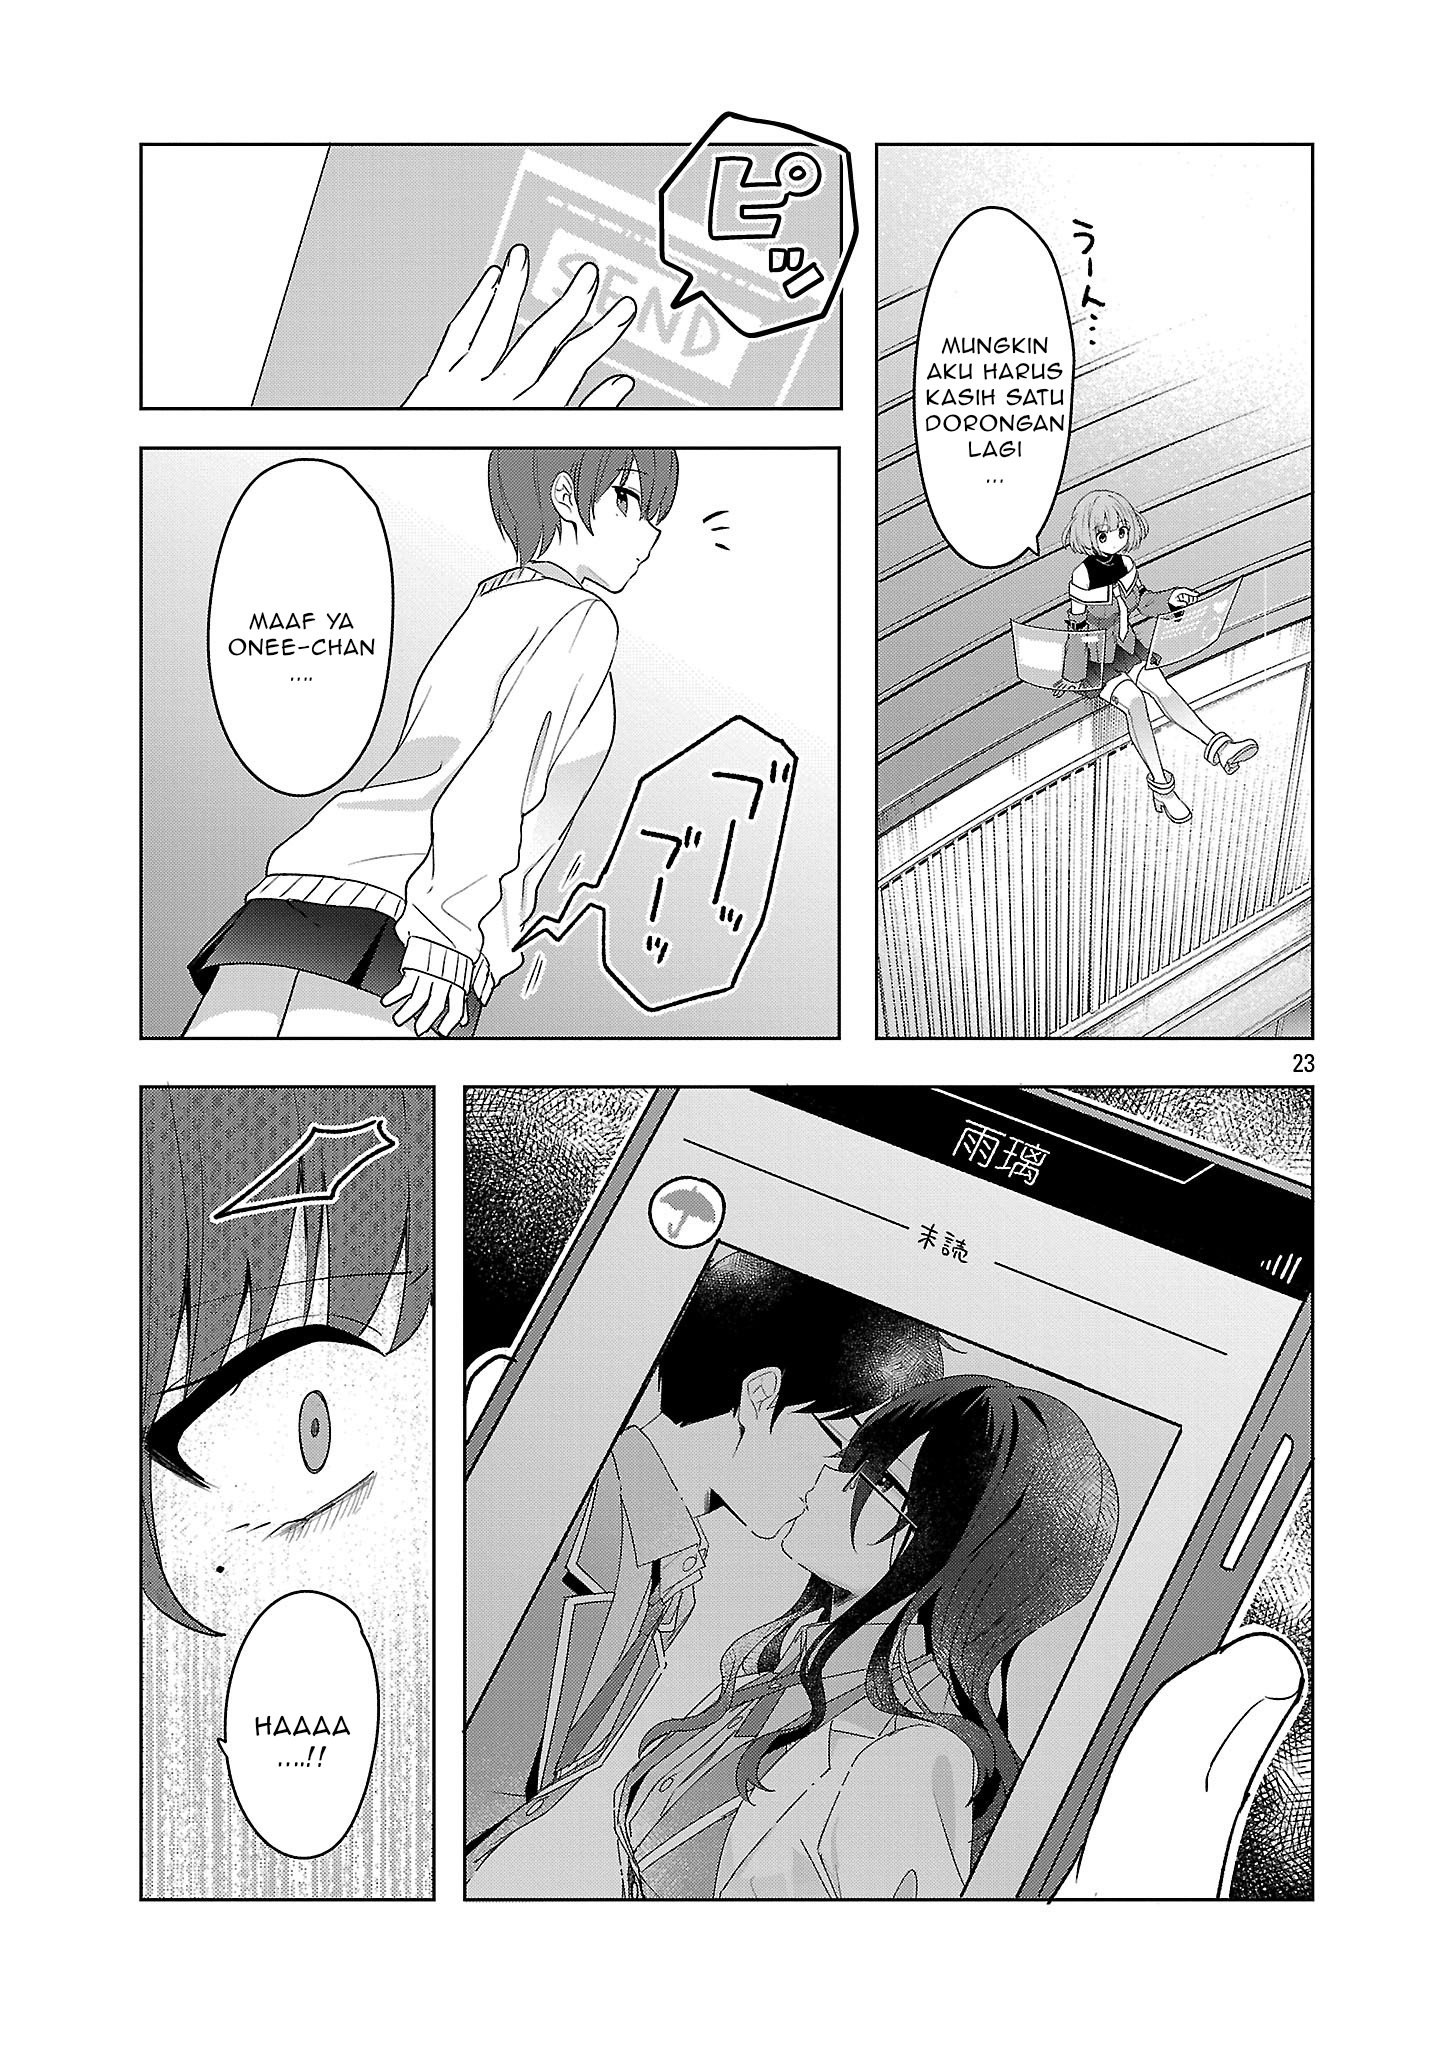 うーん…
MUNGKIN
AKU HARUS
KASIH SATU
DORONGAN
LAGI
...
SEND
ピッ
MAAF YA
ONEE-CHAN
....
ブーッ
ブーッ
23
雨璃
未読
HAAAA
....!!